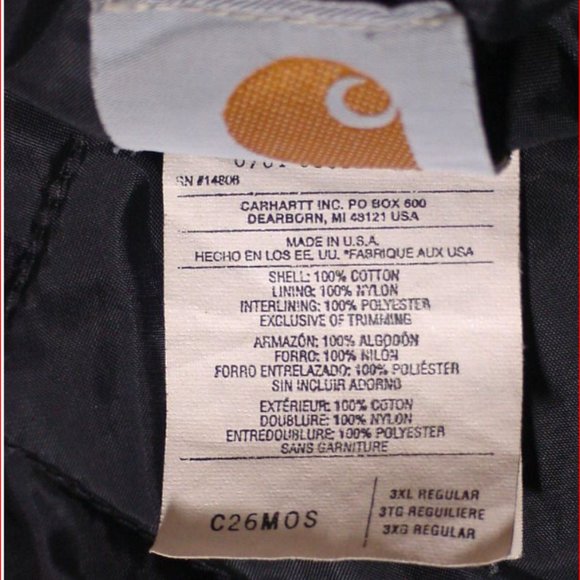 RN #14806
CARHARTT INC. PO BOX 600
DEARBORN, MI 48121 USA
MADE IN U.S.A.
HECHO EN LOS EE. UU. *FABRIQUE AUX USA
SHELL: 100% COTTON
LINING: 100% NYLON
INTERLINING: 100% POLYESTER
EXCLUSIVE OF TRIMMING
ARMAZÓN: 100% ALGODÓN
FORRO: 100% NILÓN
FORRO ENTRELAZADO: 100% POLIÉSTER
SIN INCLUIR ADORNO
EXTÉRIEUR: 100% COTON
DOUBLURE: 100% NYLON
ENTREDOUBLURE: 100% POLYESTER
SANS GARNITURE
C26MOS
3XL REGULAR
3TG REGUILIERE
3XG REGULAR